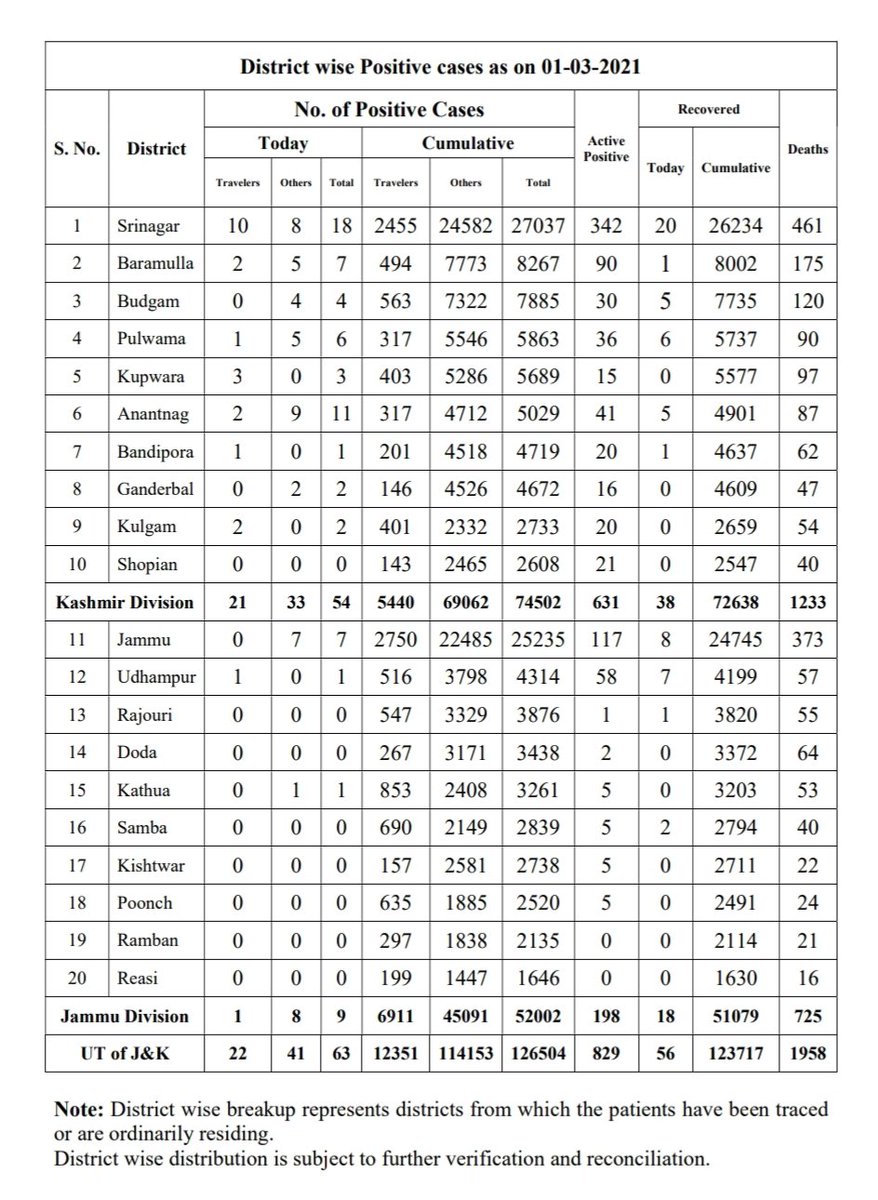 District wise Positive cases as on 01-03-2021
S. No. District No. of Positive Cases Active Positive Recovered Deaths
Today Cumulative Today Cumulative
Travelers Others Total Travelers Others Total
1 Srinagar 10 8 18 2455 24582 27037 342 20 26234 461
2 Baramulla 2 5 7 494 7773 8267 90 1 8002 175
3 Budgam 0 4 4 563 7322 7885 30 5 7735 120
4 Pulwama 1 5 6 317 5546 5863 36 6 5737 90
5 Kupwara 3 0 3 403 5286 5689 15 0 5577 97
6 Anantnag 2 9 11 317 4712 5029 41 5 4901 87
7 Bandipora 1 0 1 201 4518 4719 20 1 4637 62
8 Ganderbal 0 2 2 146 4526 4672 16 0 4609 47
9 Kulgam 2 0 2 401 2332 2733 20 0 2659 54
10 Shopian 0 0 0 143 2465 2608 21 0 2547 40
Kashmir Division 21 33 54 5440 69062 74502 631 38 72638 1233
11 Jammu 0 7 7 2750 22485 25235 117 8 24745 373
12 Udhampur 1 0 1 516 3798 4314 58 7 4199 57
13 Rajouri 0 0 0 547 3329 3876 1 1 3820 55
14 Doda 0 0 0 267 3171 3438 2 0 3372 64
15 Kathua 0 1 1 853 2408 3261 5 0 3203 53
16 Samba 0 0 0 690 2149 2839 5 2 2794 40
17 Kishtwar 0 0 0 157 2581 2738 5 0 2711 22
18 Poonch 0 0 0 635 1885 2520 5 0 2491 24
19 Ramban 0 0 0 297 1838 2135 0 0 2114 21
20 Reasi 0 0 0 199 1447 1646 0 0 1630 16
Jammu Division 1 8 9 6911 45091 52002 198 18 51079 725
UT of J&K 22 41 63 12351 114153 126504 829 56 123717 1958
Note: District wise breakup represents districts from which the patients have been traced
or are ordinarily residing.
District wise distribution is subject to further verification and reconciliation.